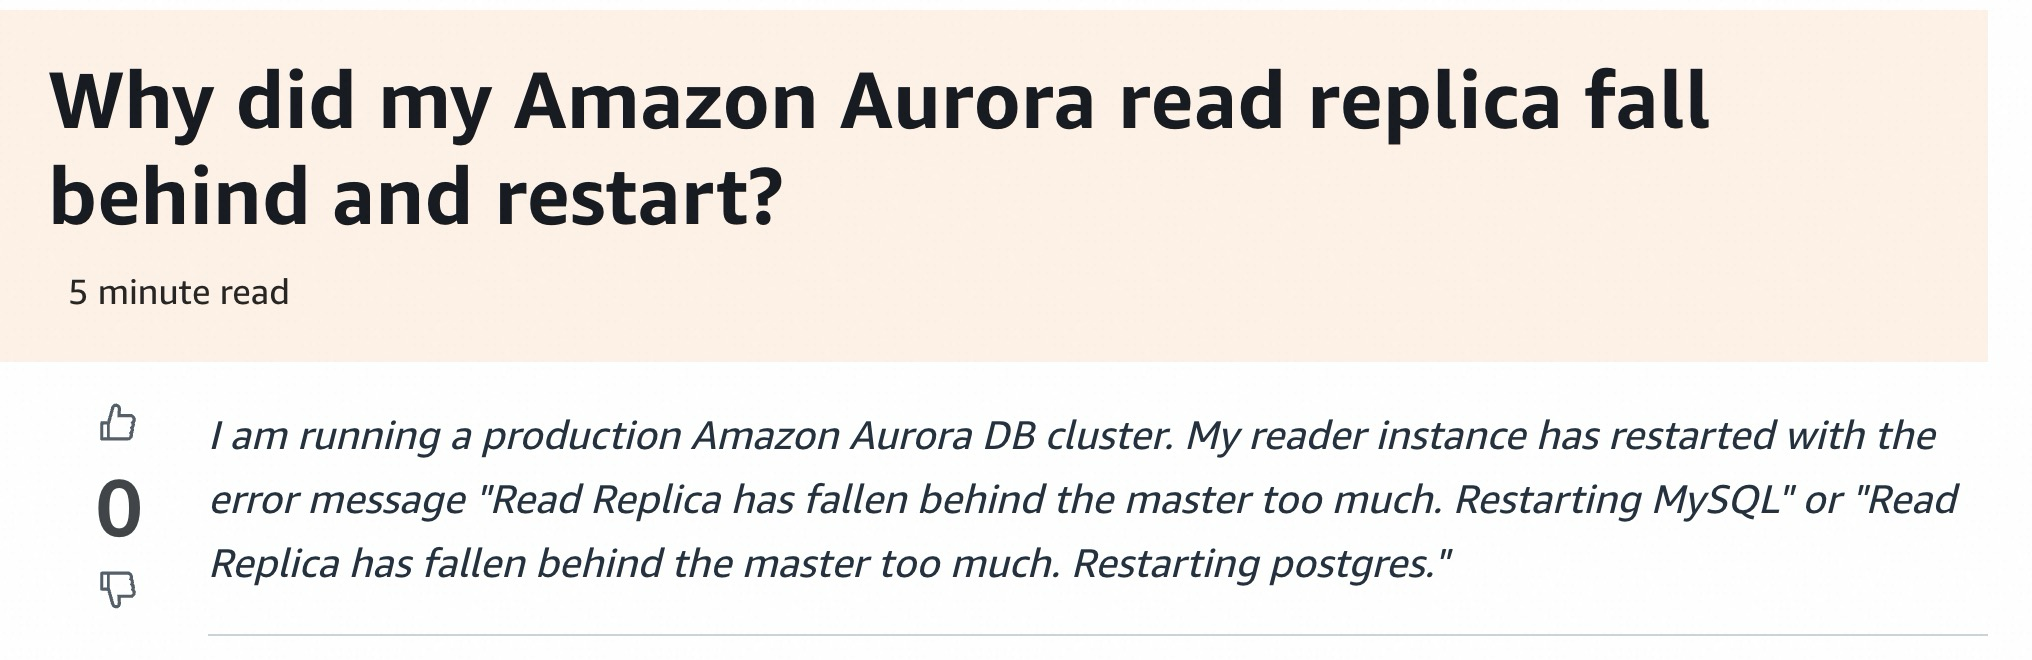 Why did my Amazon Aurora read replica fall
behind and restart?
5 minute read
I am running a production Amazon Aurora DB cluster. My reader instance has restarted with the
0
error message "Read Replica has fallen behind the master too much. Restarting MySQL" or "Read
Replica has fallen behind the master too much. Restarting postgres."